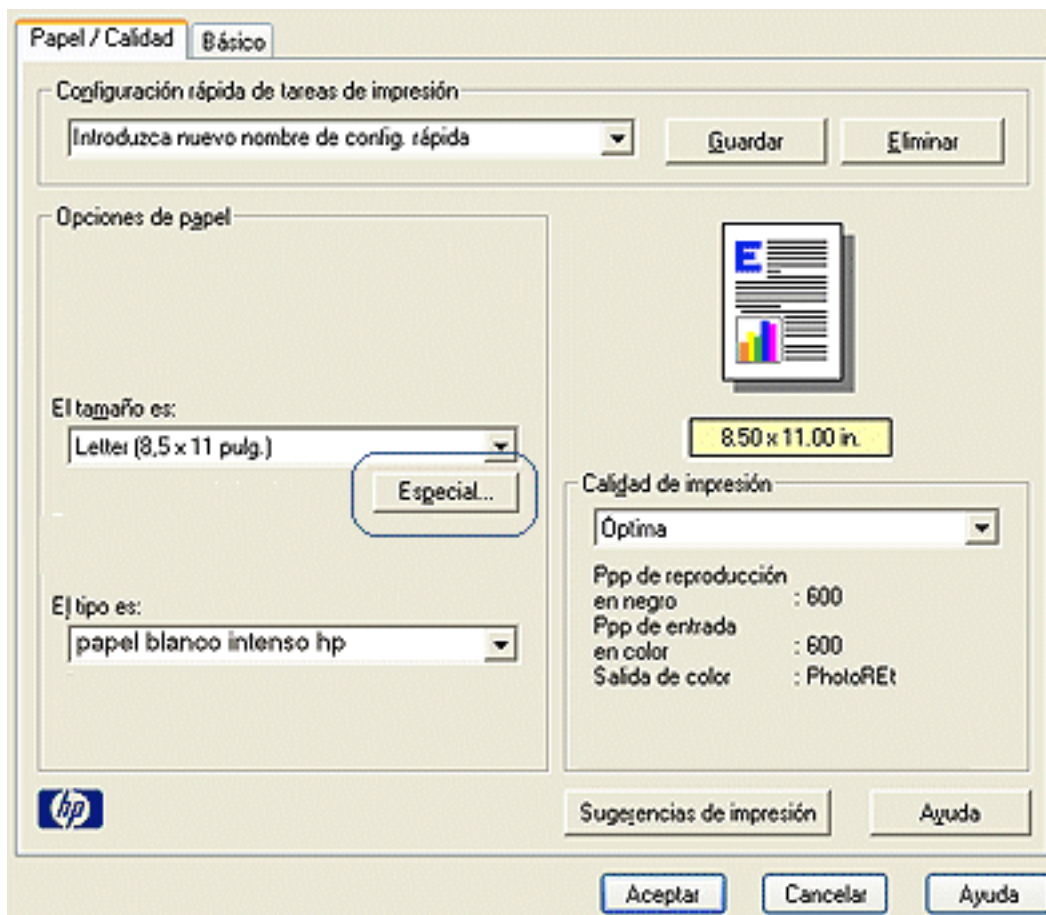 Papel / Calidad
Básico
Configuración rápida de tareas de impresión
Introduzca nuevo nombre de config. rápida
Guardar
Eliminar
Opciones de papel
E
El tamaño es:
Letter (8,5 x 11 pulg.)
8.50 x 11.00 in.
Especial...
Calidad de impresión
Óptima
Ppp de reproducción
en negro : 600
Ppp de entrada
en color : 600
Salida de color : PhotoREt
El tipo es:
papel blanco intenso hp
hp
Sugerencias de impresión
Ayuda
Aceptar
Cancelar
Ayuda